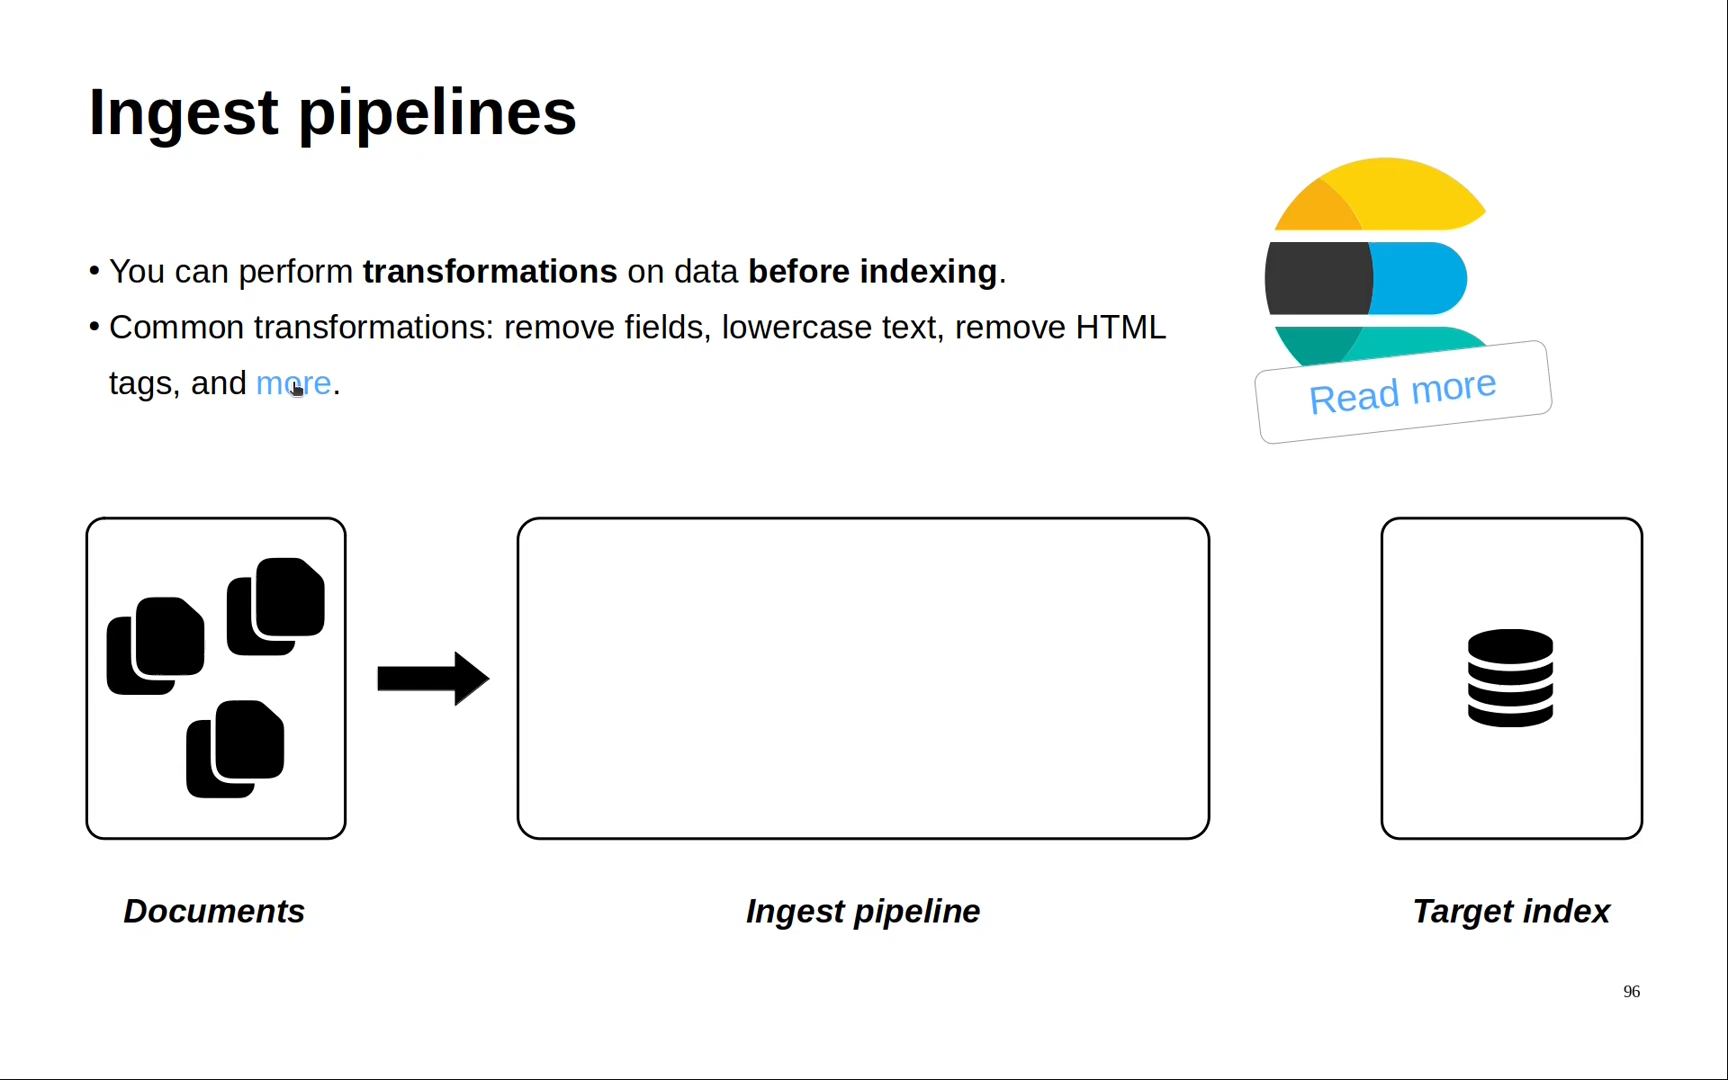 Ingest pipelines
• You can perform transformations on data before indexing.
• Common transformations: remove fields, lowercase text, remove HTML
tags, and more.
Read more
Documents
Ingest pipeline
Target index
96